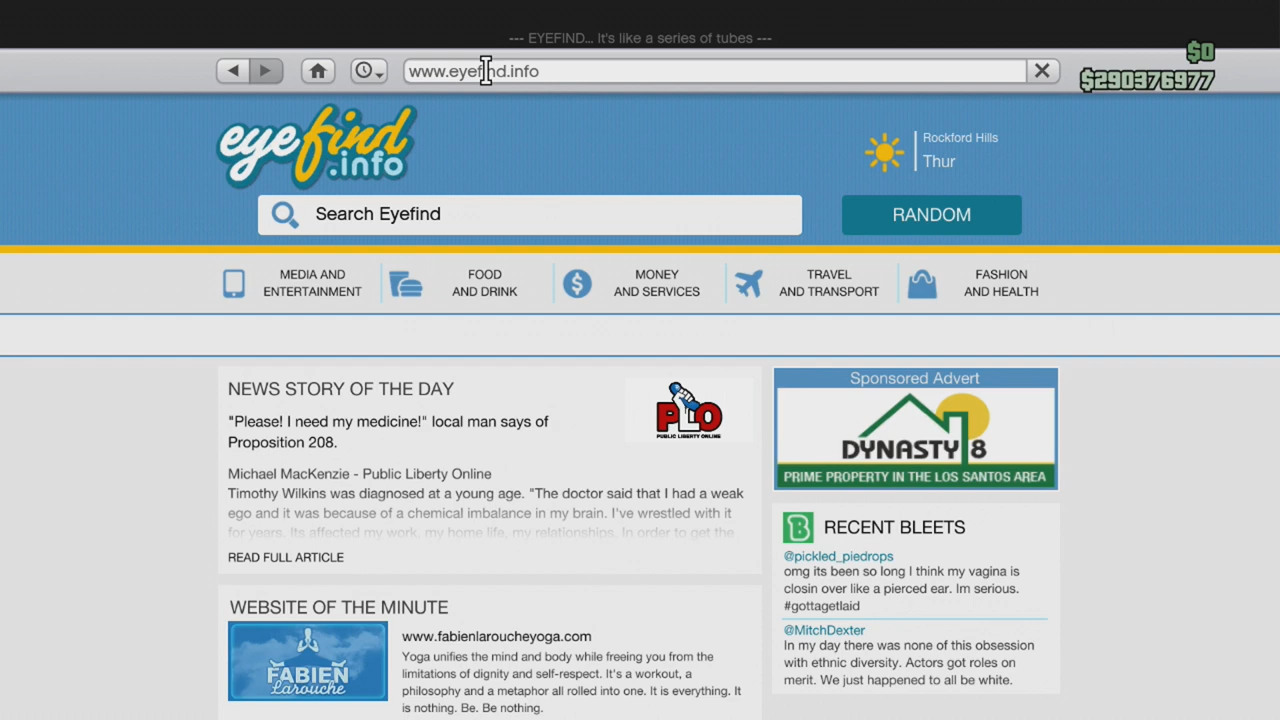 --- EYEFIND... It's like a series of tubes ---
www.eyefind.info
$0
$290376977
eyefind
.info
Rockford Hills
Thur
Search Eyefind
RANDOM
MEDIA AND
ENTERTAINMENT
FOOD
AND DRINK
MONEY
AND SERVICES
TRAVEL
AND TRANSPORT
FASHION
AND HEALTH
NEWS STORY OF THE DAY
"Please! I need my medicine!" local man says of
Proposition 208.
PLO
PUBLIC LIBERTY ONLINE
Michael MacKenzie - Public Liberty Online
Timothy Wilkins was diagnosed at a young age. "The doctor said that I had a weak
ego and it was because of a chemical imbalance in my brain. I've wrestled with it
for years. Its affected my work, my home life, my relationships. In order to get the
READ FULL ARTICLE
WEBSITE OF THE MINUTE
FABIEN
Larouche
www.fabienlaroucheyoga.com
Yoga unifies the mind and body while freeing you from the
limitations of dignity and self-respect. It's a workout, a
philosophy and a metaphor all rolled into one. It is everything. It
is nothing. Be. Be nothing.
Sponsored Advert
DYNASTY 8
PRIME PROPERTY IN THE LOS SANTOS AREA
B
RECENT BLEETS
@pickled_piedrops
omg its been so long I think my vagina is
closin over like a pierced ear. Im serious.
#gottagetlaid
@MitchDexter
In my day there was none of this obsession
with ethnic diversity. Actors got roles on
merit. We just happened to all be white.